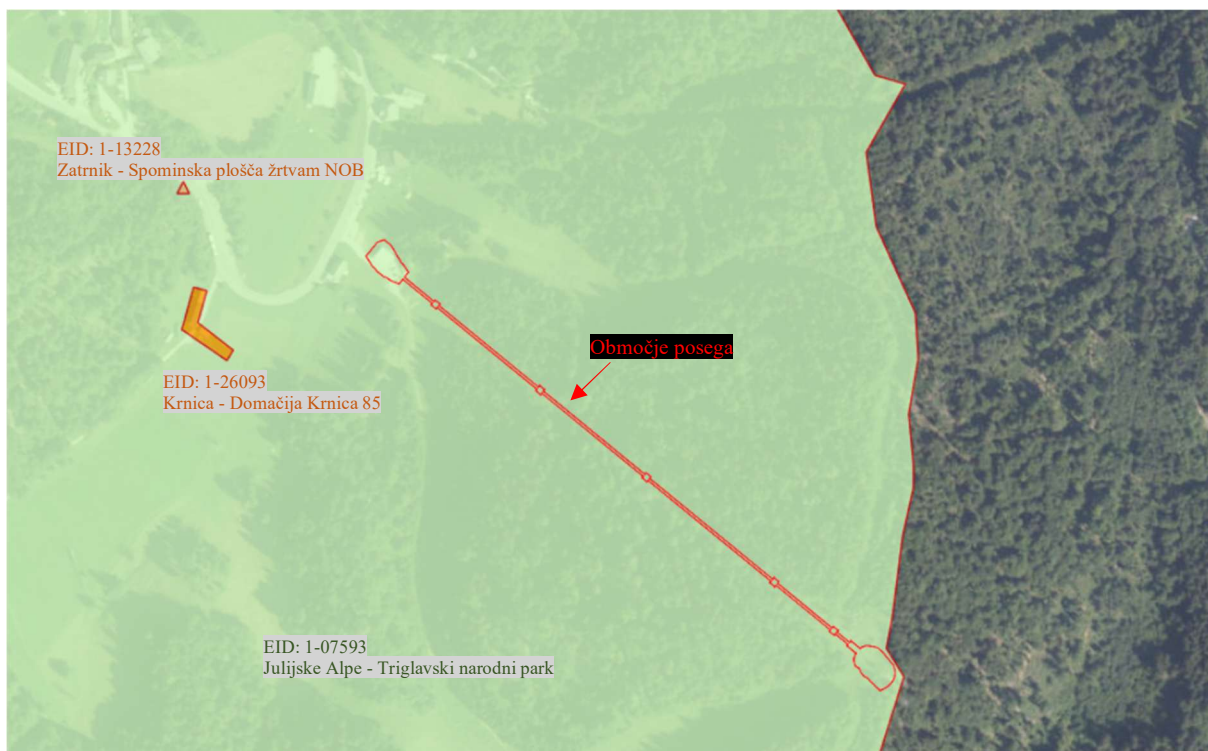 EID: 1-13228
Zatrnik - Spominska plošča žrtvam NOB
Območje posega
EID: 1-26093
Krnica - Domačija Krnica 85
EID: 1-07593
Julijske Alpe - Triglavski narodni park